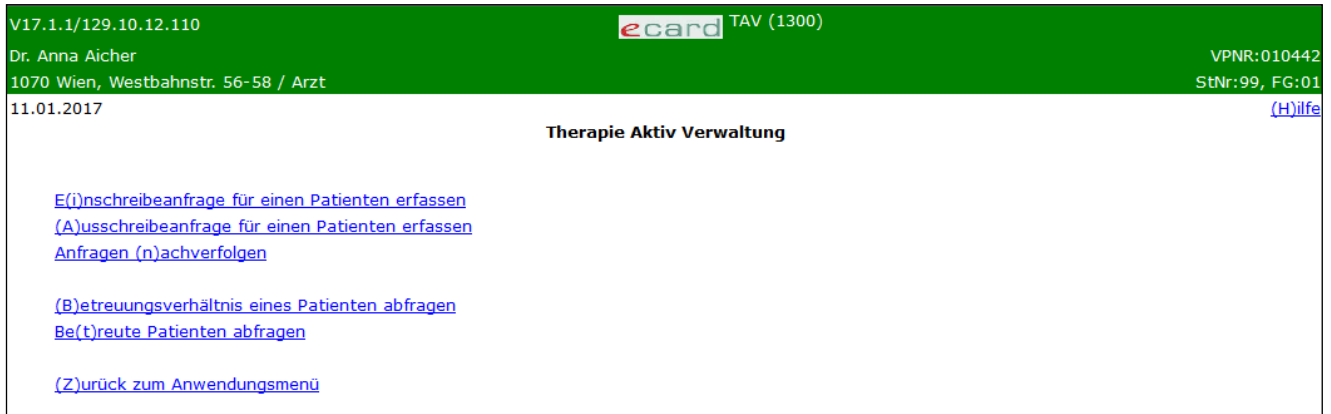 V17.1.1/129.10.12.110 ecard TAV (1300)
Dr. Anna Aicher VPNR:010442
1070 Wien, Westbahnstr. 56-58 / Arzt StNr:99, FG:01
11.01.2017 (H)ilfe
Therapie Aktiv Verwaltung
E(i)nschreibeanfrage für einen Patienten erfassen
(A)usschreibeanfrage für einen Patienten erfassen
Anfragen (n)achverfolgen
(B)etreuungsverhältnis eines Patienten abfragen
Be(t)reute Patienten abfragen
(Z)urück zum Anwendungsmenü